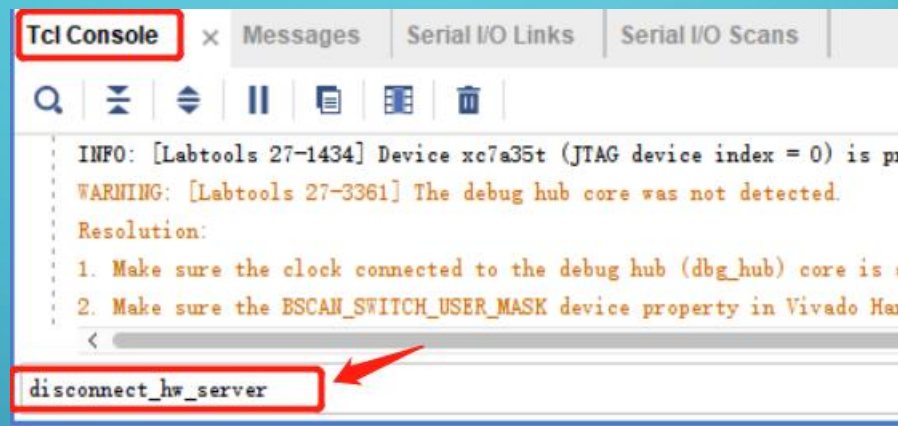 Tcl Console × Messages Serial I/O Links Serial I/O Scans
INFO: [Labtools 27-1434] Device xc7a35t (JTAG device index = 0) is
WARNING: [Labtools 27-3361] The debug hub core was not detected.
Resolution:
1. Make sure the clock connected to the debug hub (dbg_hub) core is
2. Make sure the BSCAN_SWITCH_USER_MASK device property in Vivado
disconnect_hw_server